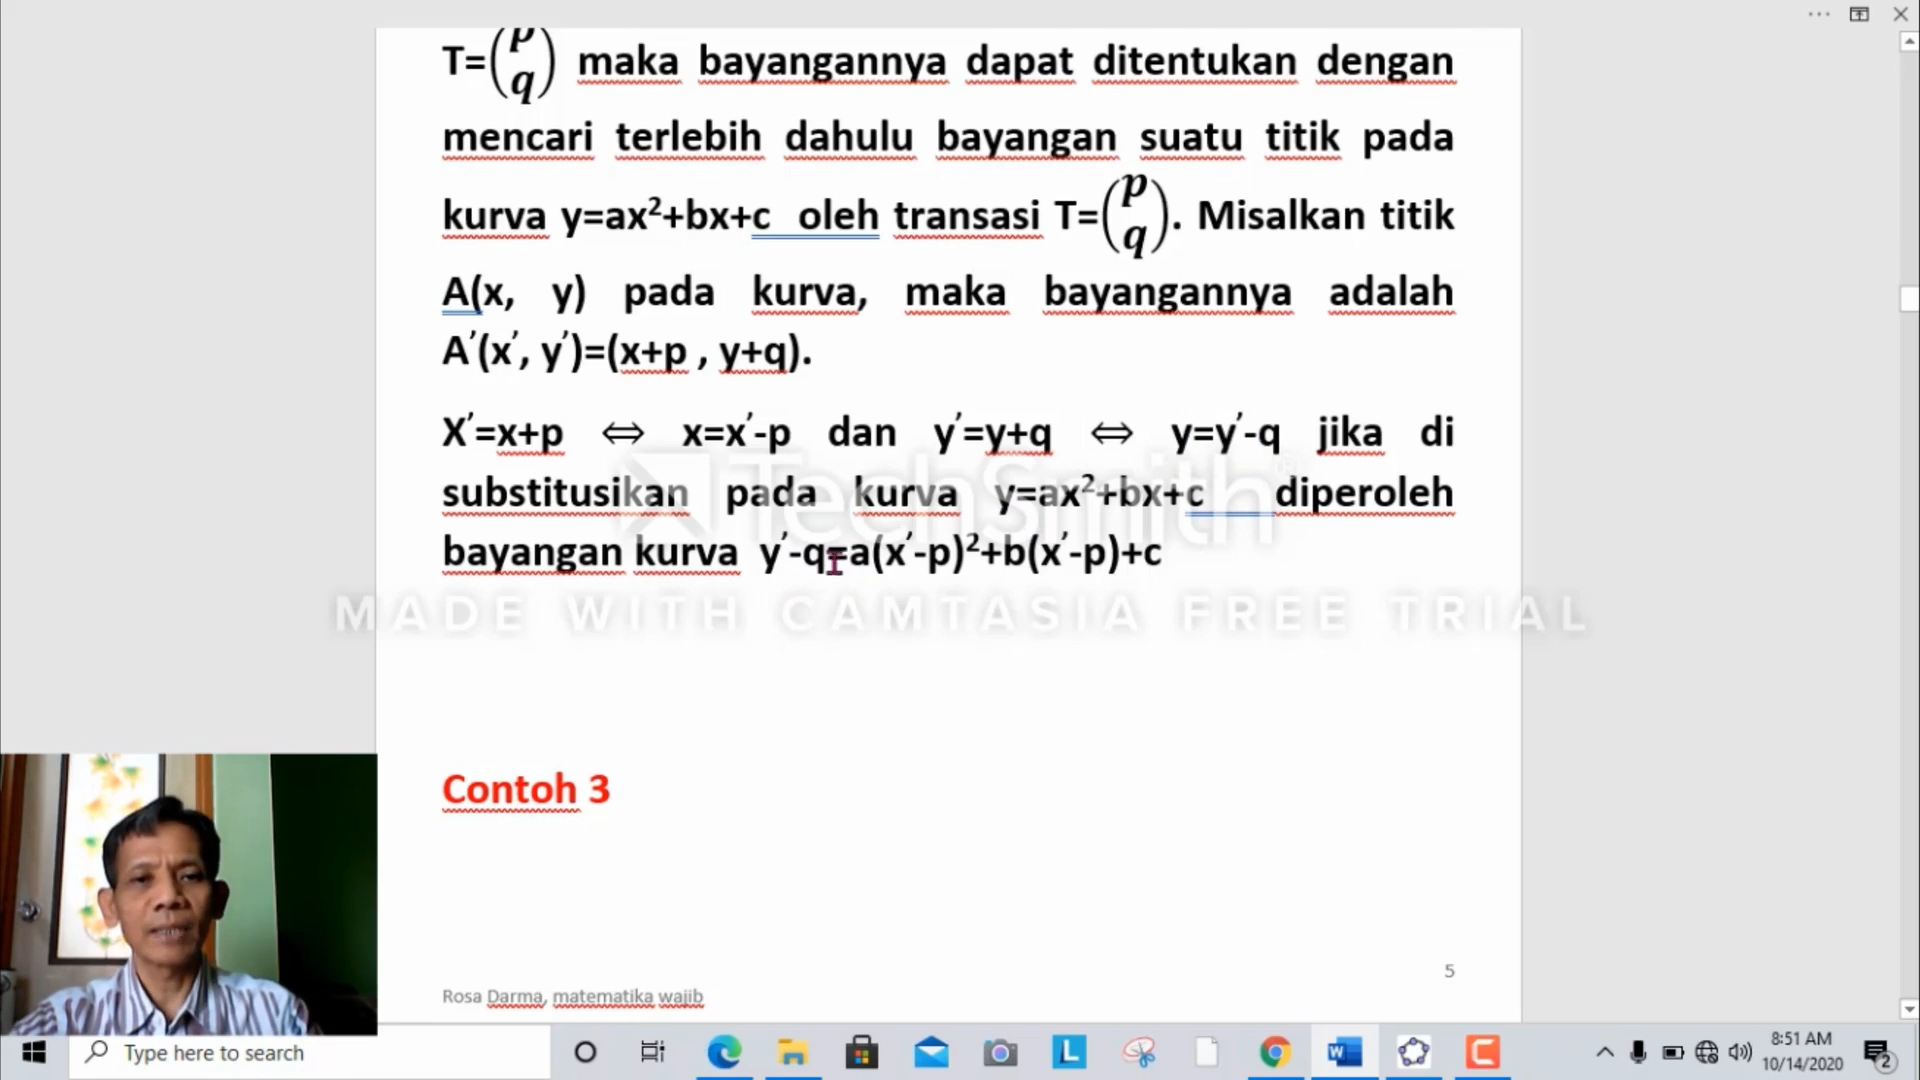 T=(p q) maka bayangannya dapat ditentukan dengan
mencari terlebih dahulu bayangan suatu titik pada
kurva y=ax²+bx+c oleh transasi T=(p q). Misalkan titik
A(x, y) pada kurva, maka bayangannya adalah
A’(x’, y’)=(x+p , y+q).
X’=x+p ⇔ x=x’-p dan y’=y+q ⇔ y=y’-q jika di
substitusikan pada kurva y=ax²+bx+c diperoleh
bayangan kurva y’-q=a(x’-p)²+b(x’-p)+c
TechSmith
MADE WITH CAMTASIA FREE TRIAL
Contoh 3
5
Rosa Darma, matematika wajib
Type here to search
8:51 AM
10/14/2020
2